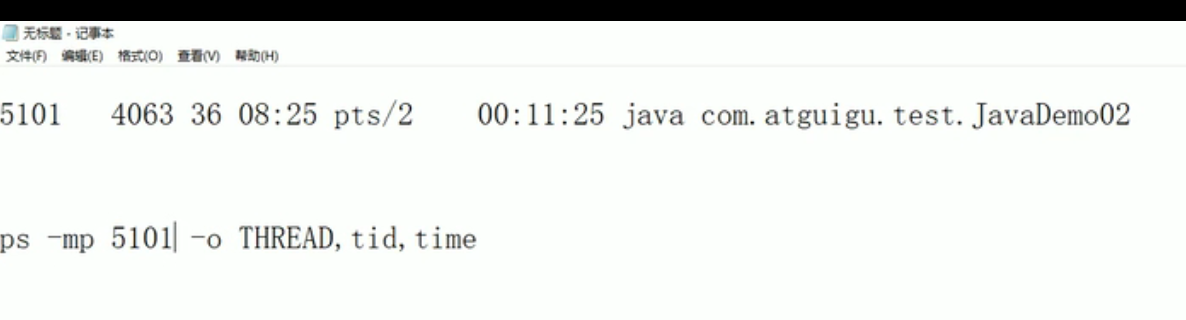 无标题 - 记事本
文件(F) 编辑(E) 格式(O) 查看(V) 帮助(H)
5101 4063 36 08:25 pts/2 00:11:25 java com.atguigu.test.JavaDemo02
ps -mp 5101 -o THREAD,tid,time